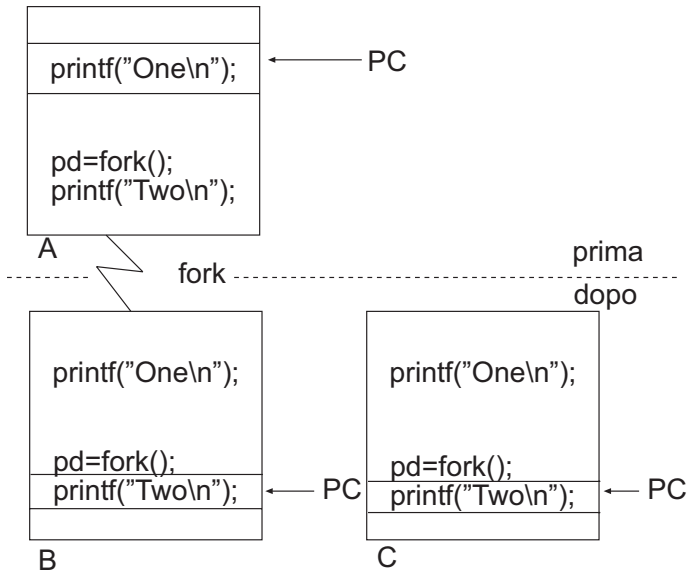 printf("One\n");
PC
pd=fork();
printf("Two\n");
A
prima
fork
dopo
printf("One\n");
pd=fork();
printf("Two\n");
PC
B
printf("One\n");
pd=fork();
printf("Two\n");
PC
C